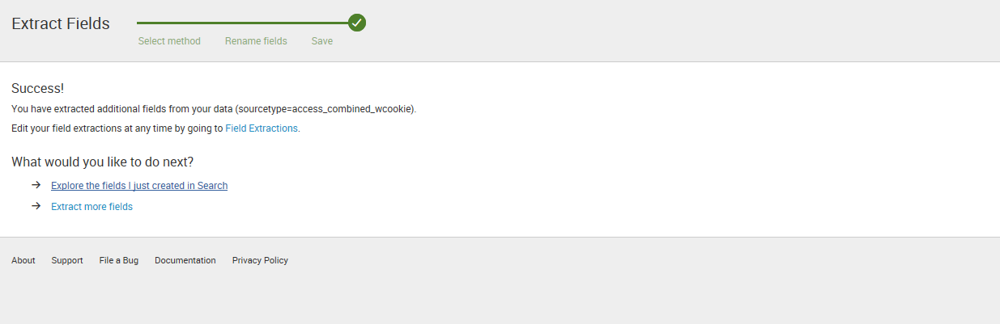 Extract Fields
Select method Rename fields Save
Success!
You have extracted additional fields from your data (sourcetype=access_combined_wcookie).
Edit your field extractions at any time by going to Field Extractions.
What would you like to do next?
→ Explore the fields I just created in Search
→ Extract more fields
About Support File a Bug Documentation Privacy Policy